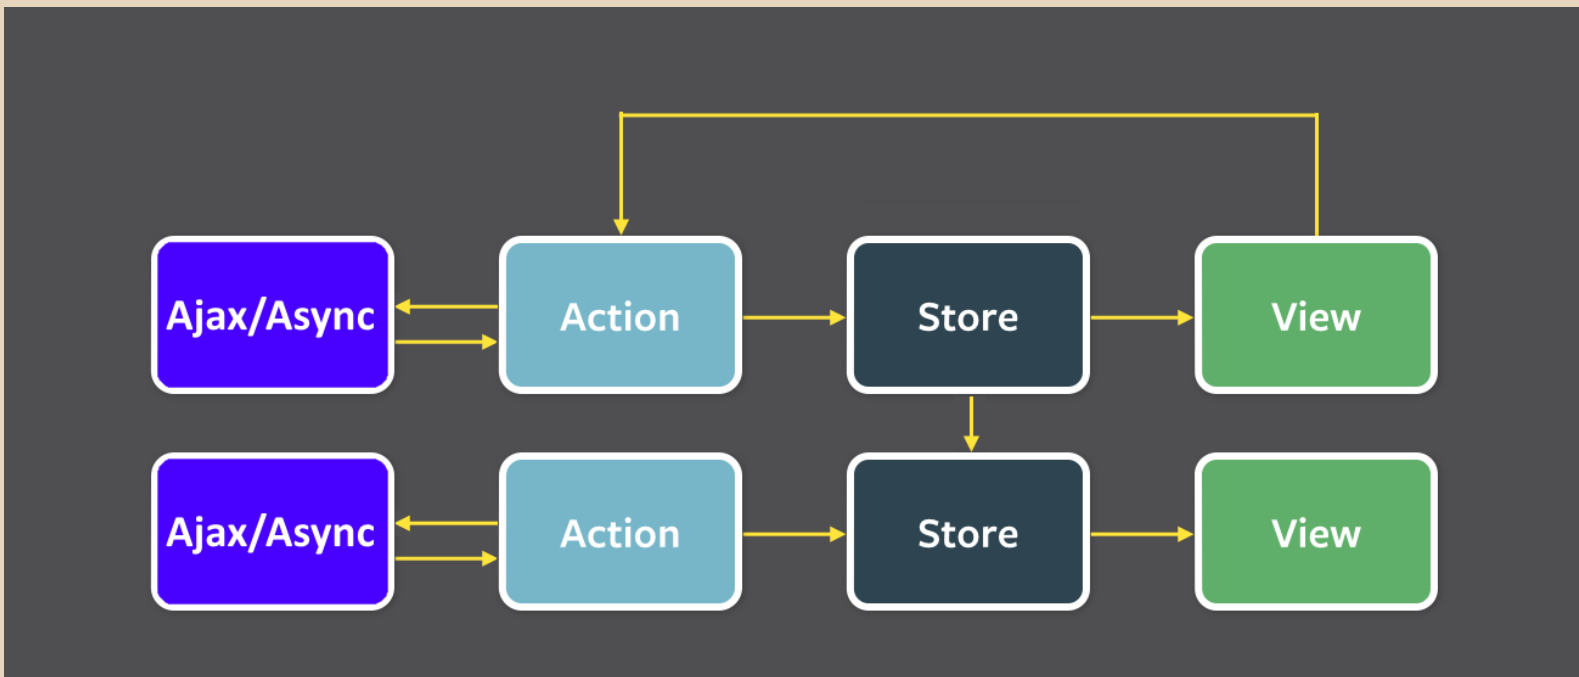 Ajax/Async
Action
Store
View
Ajax/Async
Action
Store
View